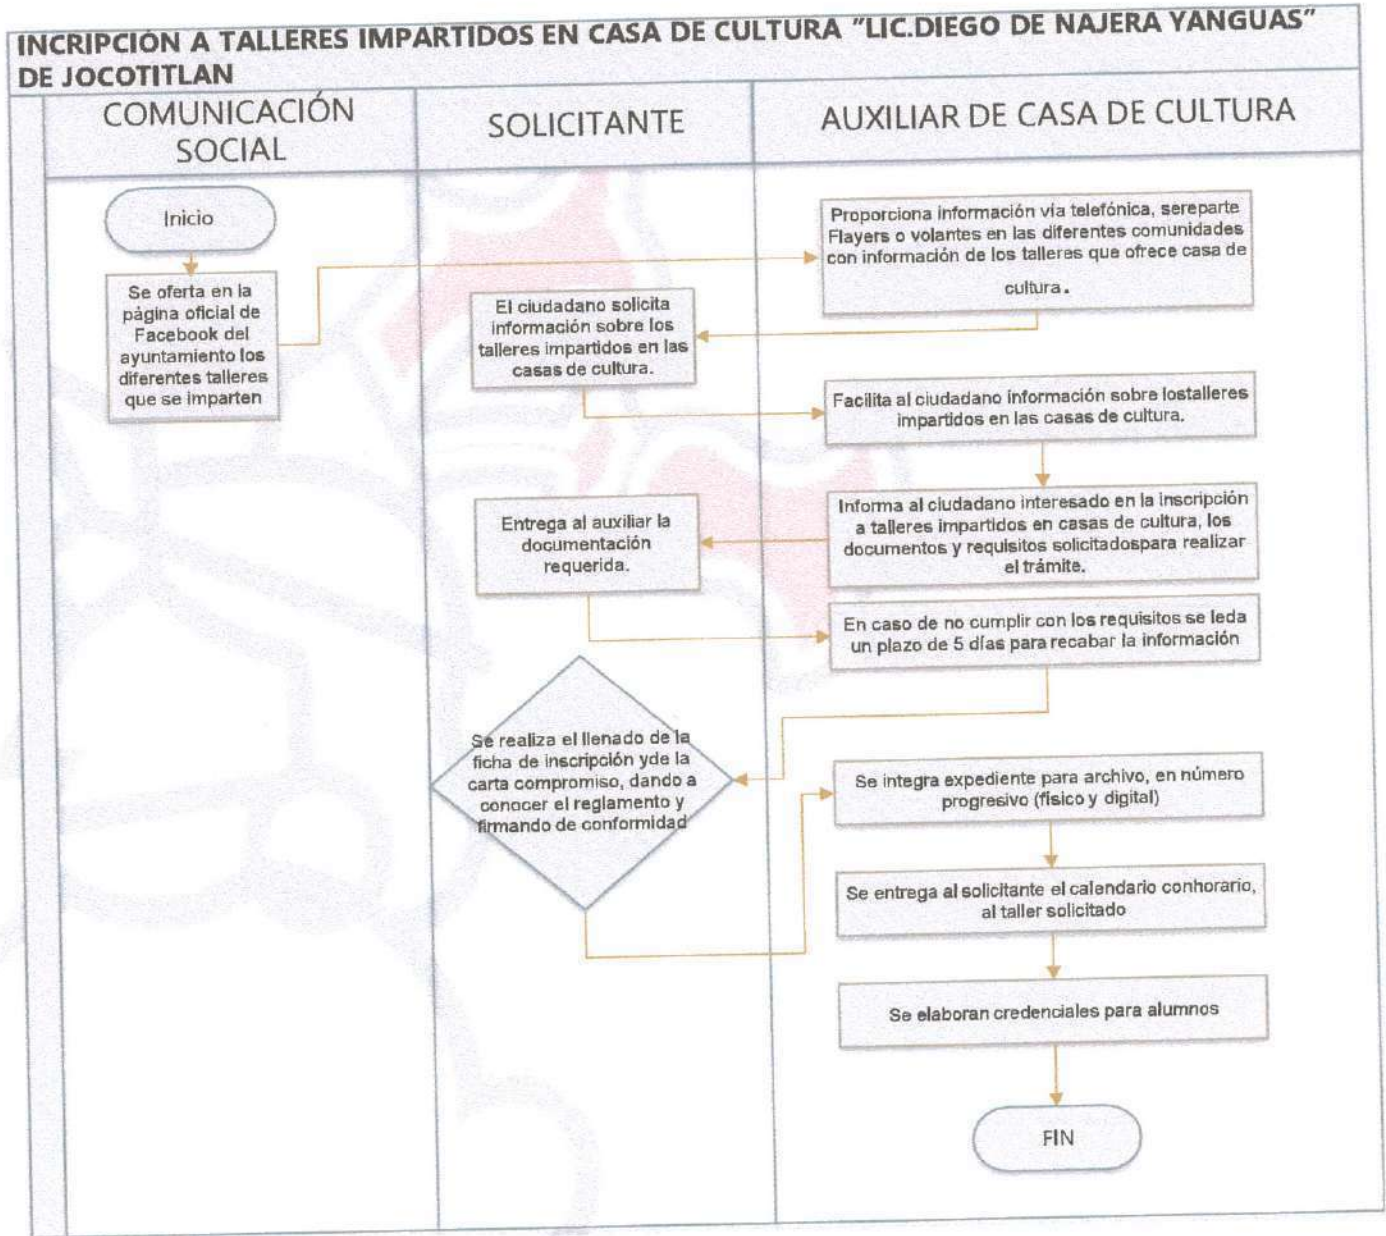 INCRIPCIÓN A TALLERES IMPARTIDOS EN CASA DE CULTURA "LIC.DIEGO DE NAJERA YANGUAS"
DE JOCOTITLAN
COMUNICACIÓN
SOCIAL
SOLICITANTE
AUXILIAR DE CASA DE CULTURA
Inicio
Se oferta en la
página oficial de
Facebook del
ayuntamiento los
diferentes talleres
que se imparten
Proporciona información vía telefónica, sereparte
Flayers o volantes en las diferentes comunidades
con información de los talleres que ofrece casa de
cultura.
El ciudadano solicita
información sobre los
talleres impartidos en las
casas de cultura.
Facilita al ciudadano información sobre lostalleres
impartidos en las casas de cultura.
Informa al ciudadano interesado en la inscripción
a talleres impartidos en casas de cultura, los
documentos y requisitos solicitadospara realizar
el trámite.
Entrega al auxiliar la
documentación
requerida.
En caso de no cumplir con los requisitos se leda
un plazo de 5 días para recabar la información
Se realiza el llenado de la
ficha de inscripción yde la
carta compromiso, dando a
conocer el reglamento y
firmando de conformidad
Se integra expediente para archivo, en número
progresivo (físico y digital)
Se entrega al solicitante el calendario conhorario,
al taller solicitado
Se elaboran credenciales para alumnos
FIN